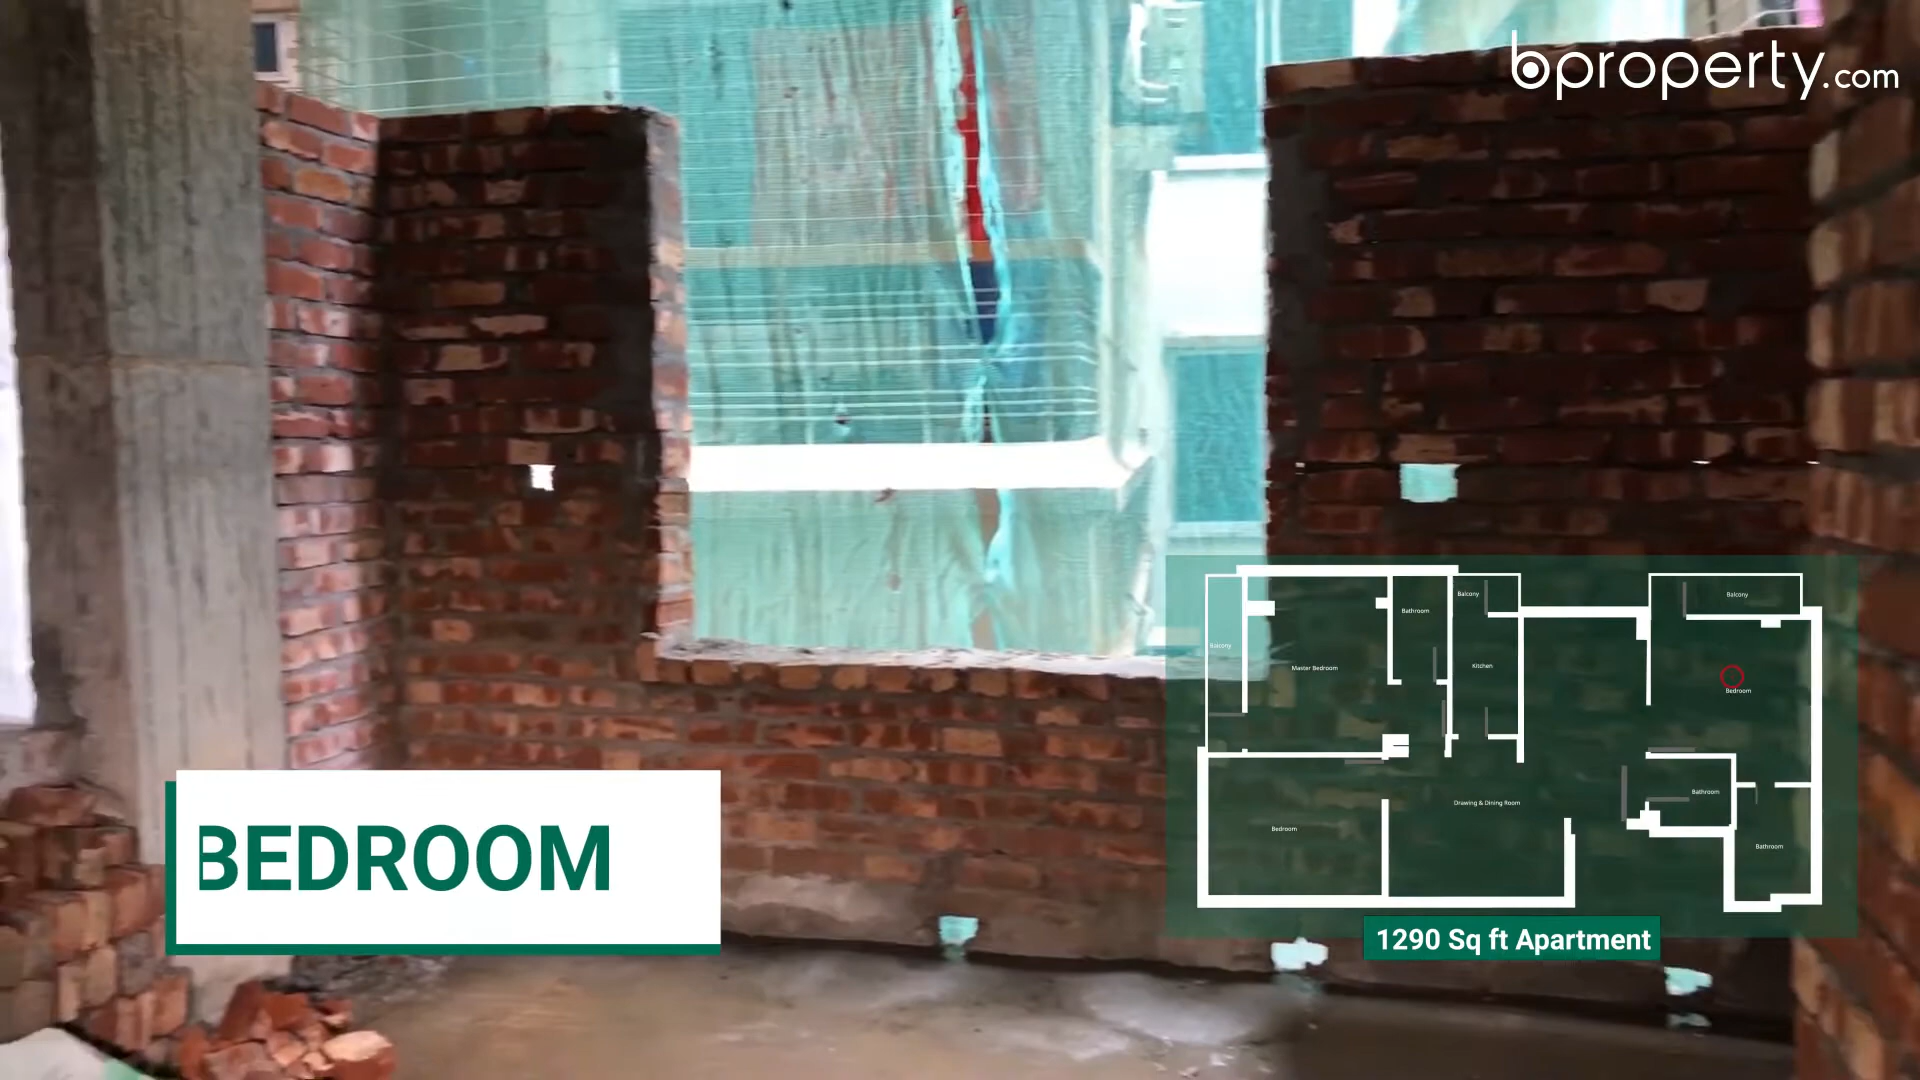 bproperty.com
Balcony
Bathroom
Balcony
Balcony
Master Bedroom
Kitchen
Bedroom
Bathroom
Drawing & Dining Room
Bedroom
Bathroom
BEDROOM
1290 Sq ft Apartment